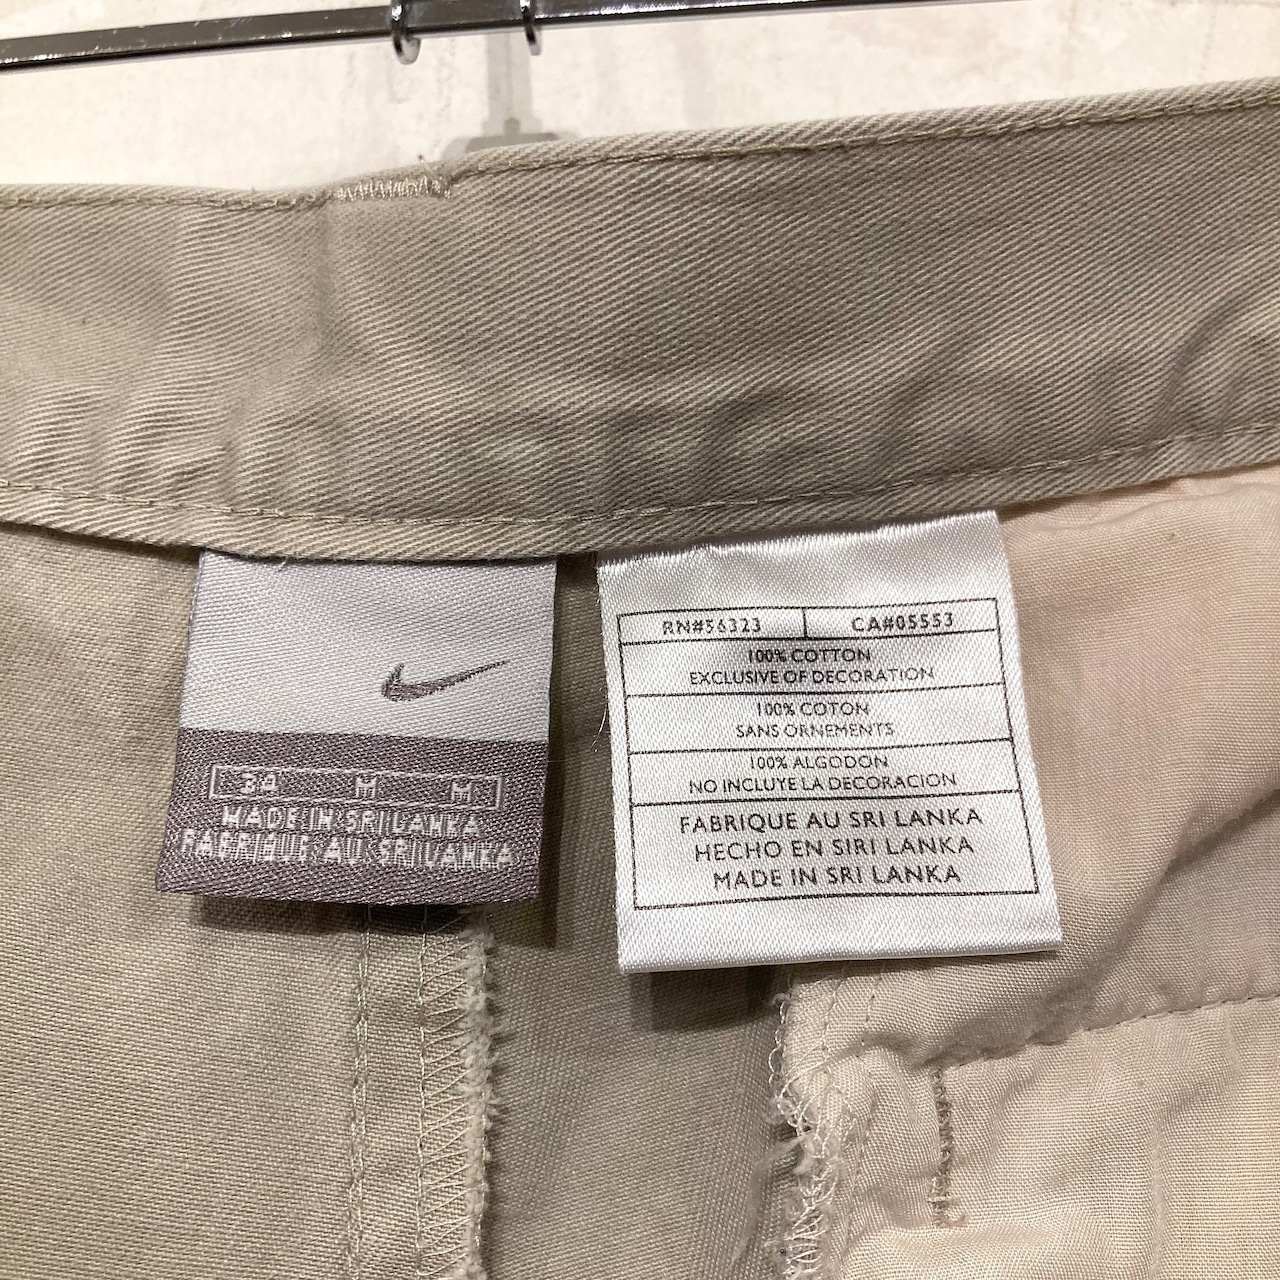 34 M M
MADE IN SRI LANKA
FABRIQUE AU SRI LANKA
RN#56323 CA#05553
100% COTTON
EXCLUSIVE OF DECORATION
100% COTON
SANS ORNEMENTS
100% ALGODON
NO INCLUYE LA DECORACION
FABRIQUE AU SRI LANKA
HECHO EN SIRI LANKA
MADE IN SRI LANKA